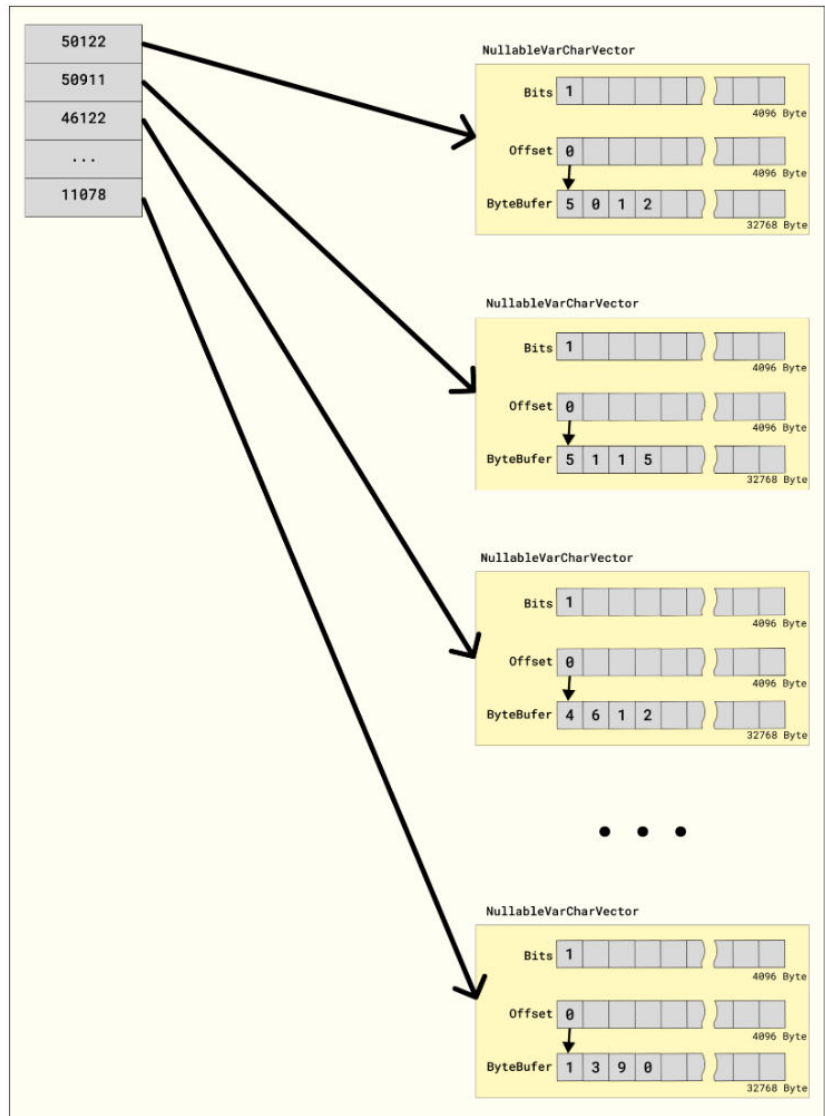 50122
50911
46122
...
11078
NullableVarCharVector
Bits 1
4096 Byte
Offset 0
4096 Byte
ByteBufer 5 0 1 2
32768 Byte
NullableVarCharVector
Bits 1
4096 Byte
Offset 0
4096 Byte
ByteBufer 5 1 1 5
32768 Byte
NullableVarCharVector
Bits 1
4096 Byte
Offset 0
4096 Byte
ByteBufer 4 6 1 2
32768 Byte
NullableVarCharVector
Bits 1
4096 Byte
Offset 0
4096 Byte
ByteBufer 1 3 9 0
32768 Byte